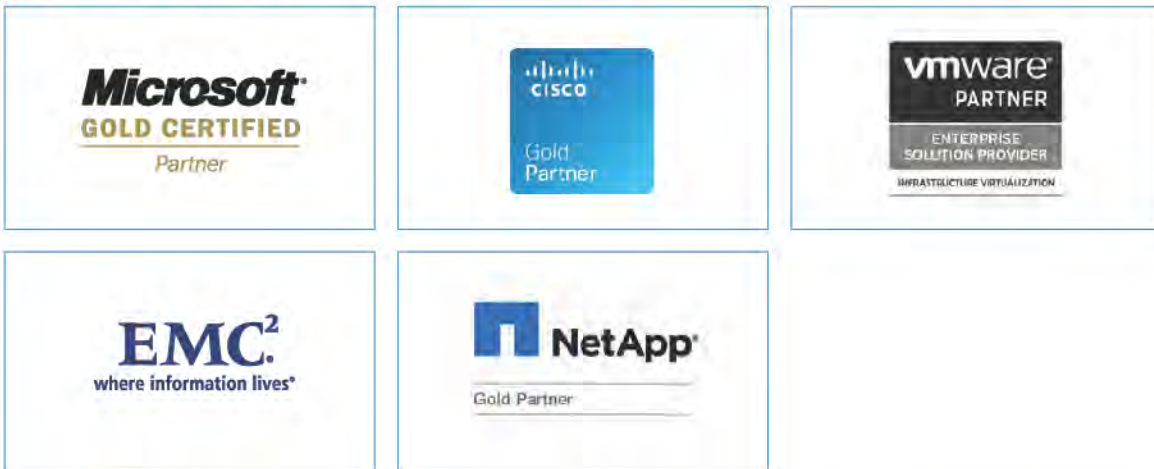 Microsoft®
GOLD CERTIFIED
Partner
CISCO
Gold
Partner
vmware®
PARTNER
ENTERPRISE
SOLUTION PROVIDER
INFRASTRUCTURE VIRTUALIZATION
EMC²
where information lives®
NetApp®
Gold Partner